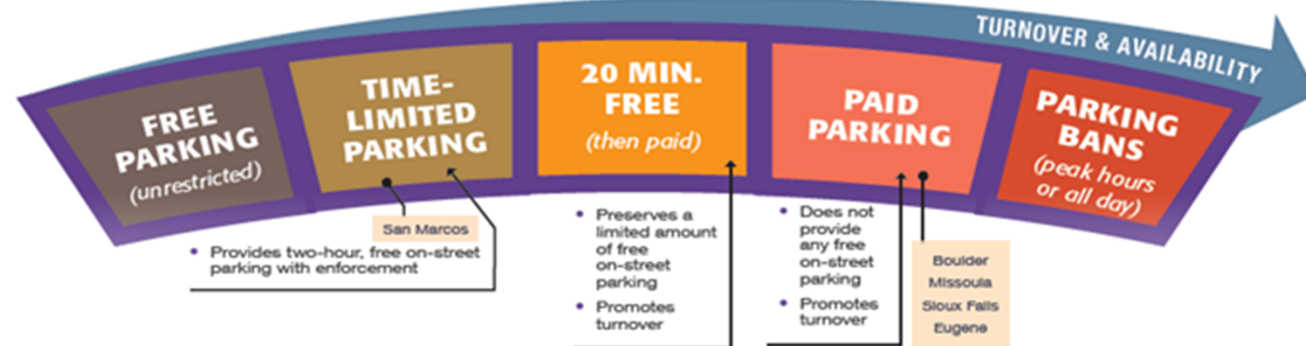 TURNOVER & AVAILABILITY
FREE
PARKING
(unrestricted)
TIME-
LIMITED
PARKING
20 MIN.
FREE
(then paid)
PAID
PARKING
PARKING
BANS
(peak hours
or all day)
San Marcos
• Provides two-hour, free on-street
parking with enforcement
• Preserves a
limited amount
of free
on-street
parking
• Promotes
turnover
• Does not
provide
any free
on-street
parking
• Promotes
turnover
Boulder
Missoula
Sioux Falls
Eugene